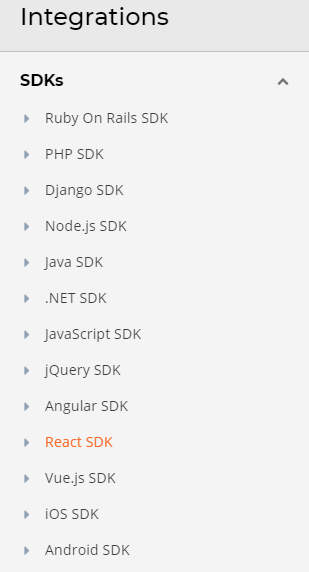 Integrations
SDKs
Ruby On Rails SDK
PHP SDK
Django SDK
Node.js SDK
Java SDK
.NET SDK
JavaScript SDK
jQuery SDK
Angular SDK
React SDK
Vue.js SDK
iOS SDK
Android SDK